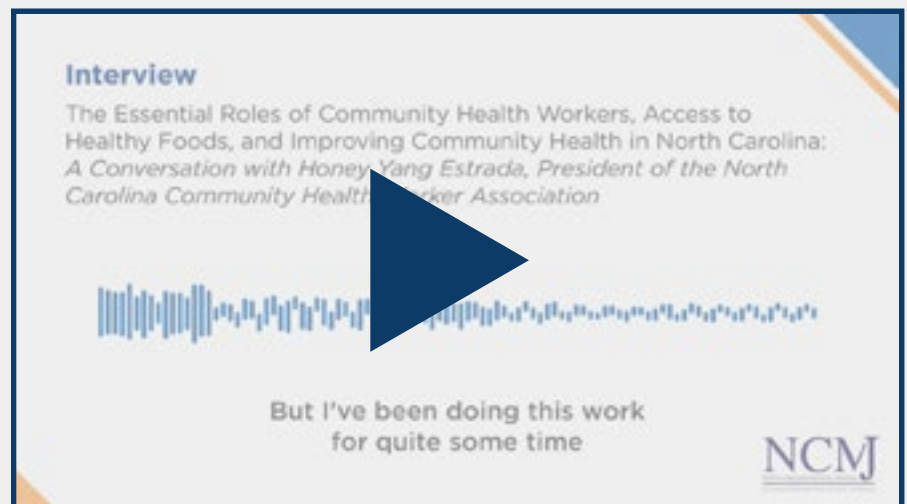 Interview
The Essential Roles of Community Health Workers, Access to
Healthy Foods, and Improving Community Health in North Carolina:
A Conversation with Honey Yang Estrada, President of the North
Carolina Community Health Worker Association
But I've been doing this work
for quite some time
NCMJ